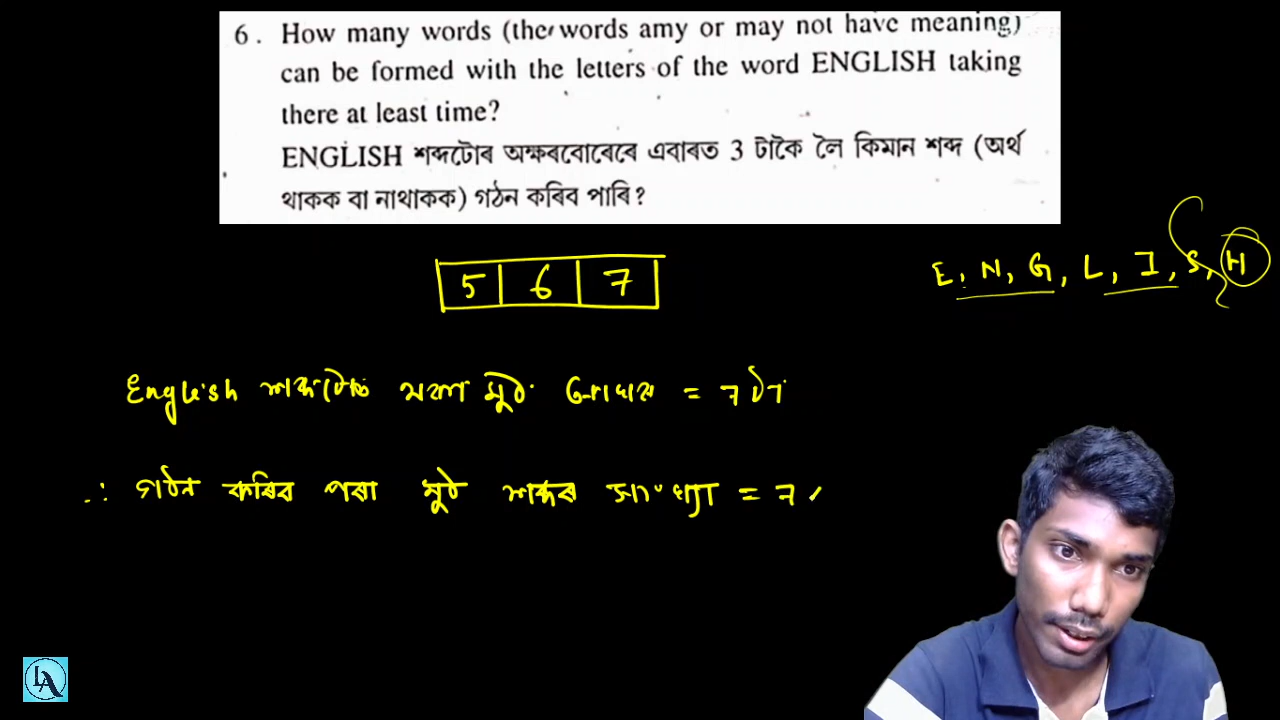 6. How many words (the words amy or may not have meaning)
can be formed with the letters of the word ENGLISH taking
there at least time?
ENGLISH শব্দটোৰ অক্ষৰবোৰেৰে এবাৰত 3 টাকৈ লৈ কিমান শব্দ (অৰ্থ
থাকক বা নাথাকক) গঠন কৰিব পাৰি?
E, N, G, L, I, S, H
5 6 7
English শব্দটোত থকা মুঠ = 7 টা
∴ গঠন কৰিব পৰা মুঠ শব্দৰ সংখ্যা = 7
LA